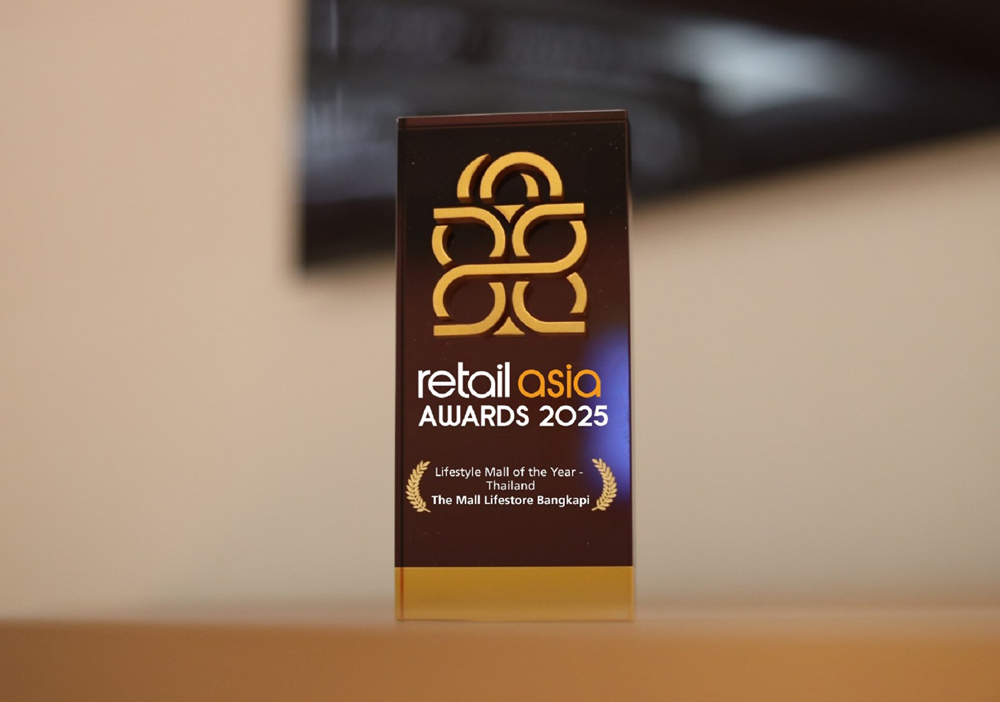 retail asia
AWARDS 2025
Lifestyle Mall of the Year -
Thailand
The Mall Lifestore Bangkapi